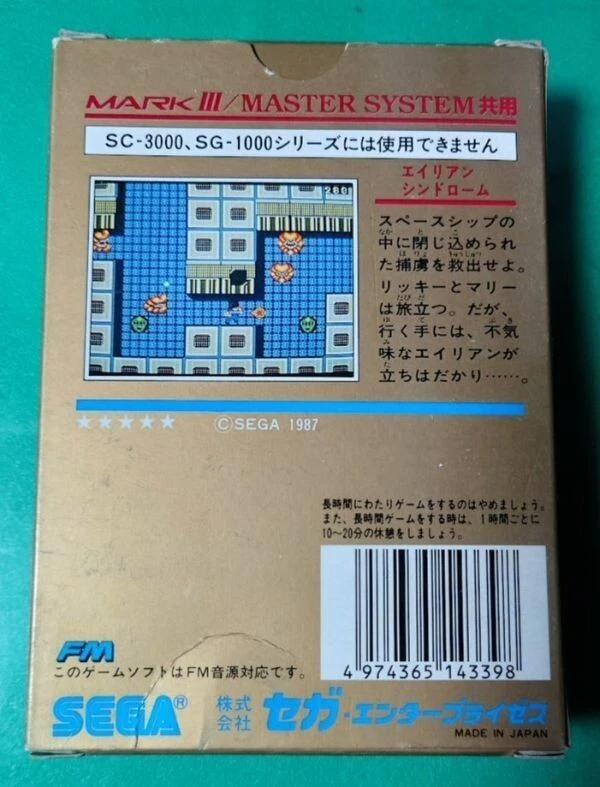 MARK III/MASTER SYSTEM共用
SC-3000、SG-1000シリーズには使用できません
エイリアン
シンドローム
スペースシップの
中に閉じ込められ
た捕虜を救出せよ。
リッキーとマリー
は旅立つ。だが、
行く手には、不気
味なエイリアンが
立ちはだかり……。
★★★★★ ©SEGA 1987
長時間にわたりゲームをするのはやめましょう。
また、長時間ゲームをする時は、1時間ごとに
10〜20分の休憩をしましょう。
4 974365 143398
FM
このゲームソフトはFM音源対応です。
SEGA® 株式会社 セガ・エンタープライゼス
MADE IN JAPAN